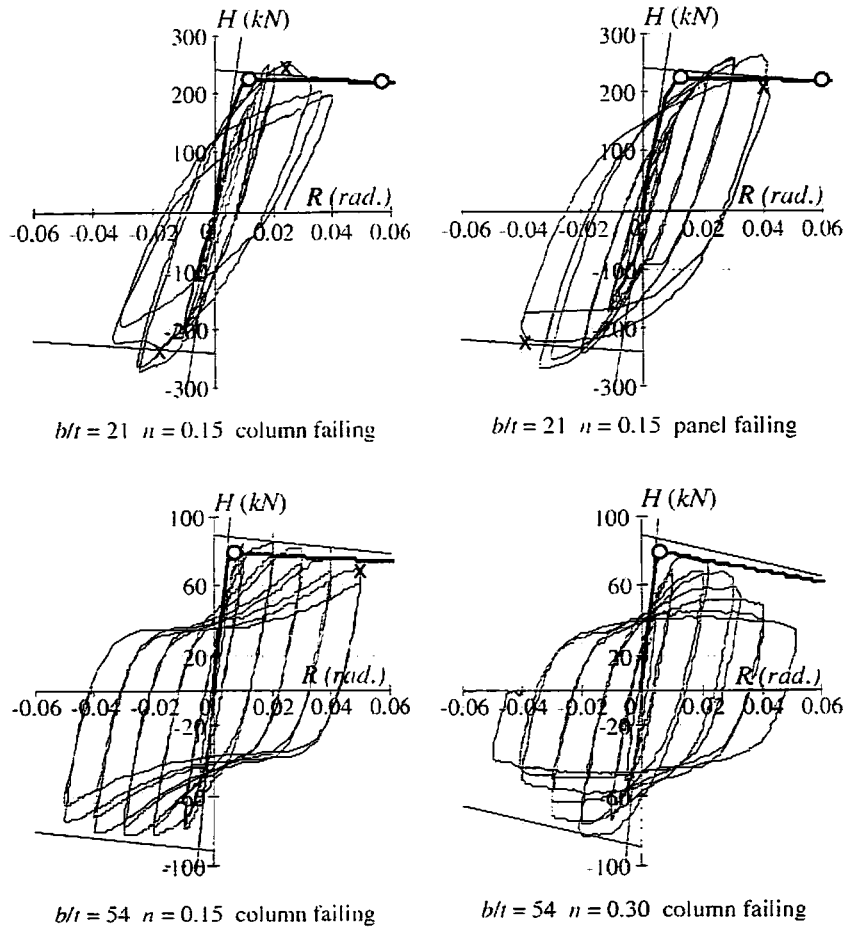 H (kN)
300
200
100
R (rad.)
-0.06 -0.04 -0.02 0 0.02 0.04 0.06
-100
-200
-300
b/t = 21 n = 0.15 column failing
H (kN)
300
200
100
R (rad.)
-0.06 -0.04 -0.02 0.02 0.04 0.06
-100
-200
-300
b/t = 21 n = 0.15 panel failing
H (kN)
100
60
20
R (rad.)
-0.06 -0.04 -0.02 0 0.02 0.04 0.06
-20
-60
-100
b/t = 54 n = 0.15 column failing
H (kN)
100
60
20
R (rad.)
-0.06 -0.04 -0.02 0 0.02 0.04 0.06
-20
-60
-100
b/t = 54 n = 0.30 column failing